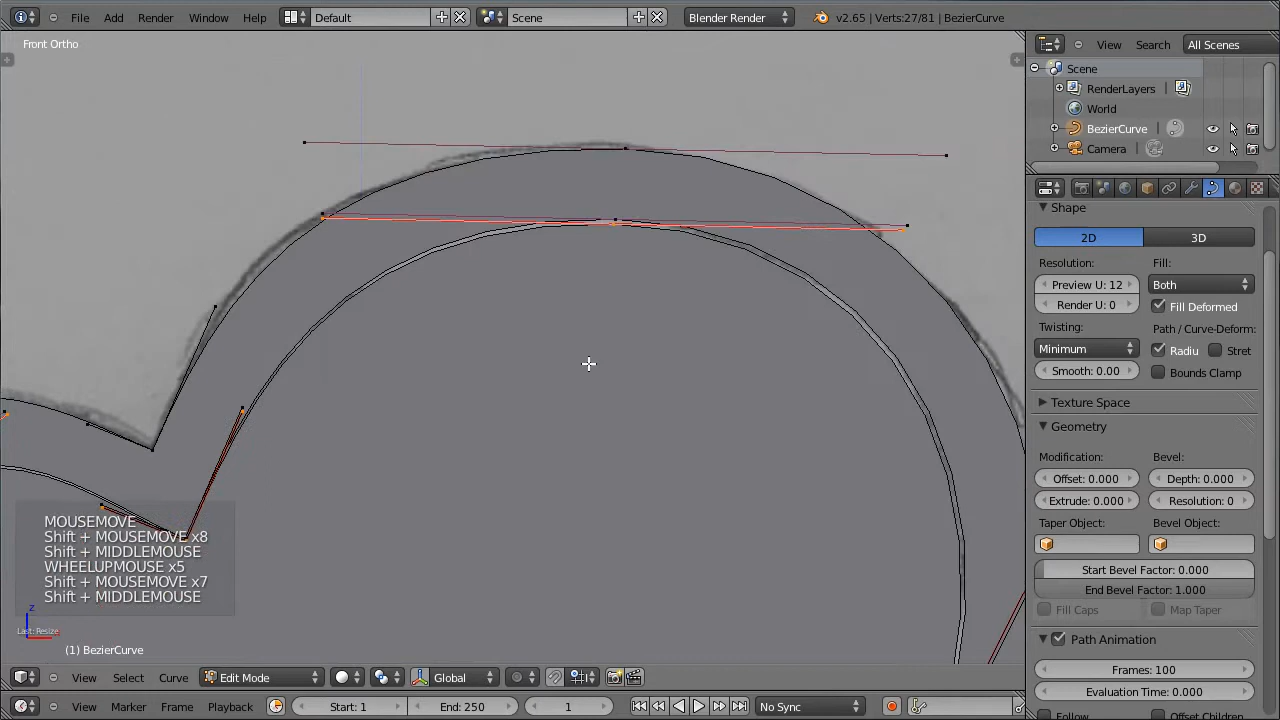 File Add Render Window Help Default Scene Blender Render v2.65 | Verts:27/81 | BezierCurve
Front Ortho
View Search All Scenes
Scene
RenderLayers
World
BezierCurve
Camera
Shape
2D 3D
Resolution: Fill:
Preview U: 12 Both
Render U: 0 Fill Deformed
Twisting: Path / Curve-Deform:
Minimum Radiu Stret
Smooth: 0.00 Bounds Clamp
Texture Space
Geometry
Modification: Bevel:
Offset: 0.000 Depth: 0.000
Extrude: 0.000 Resolution: 0
Taper Object: Bevel Object:
Start Bevel Factor: 0.000
End Bevel Factor: 1.000
Fill Caps Map Taper
Path Animation
Frames: 100
Evaluation Time: 0.000
Follow Offset Children
MOUSEMOVE
Shift + MOUSEMOVE x8
Shift + MIDDLEMOUSE
WHEELUPMOUSE x5
Shift + MOUSEMOVE x7
Shift + MIDDLEMOUSE
z
Last: Resize
(1) BezierCurve
View Select Curve Edit Mode Global
View Marker Frame Playback Start: 1 End: 250 1 No Sync